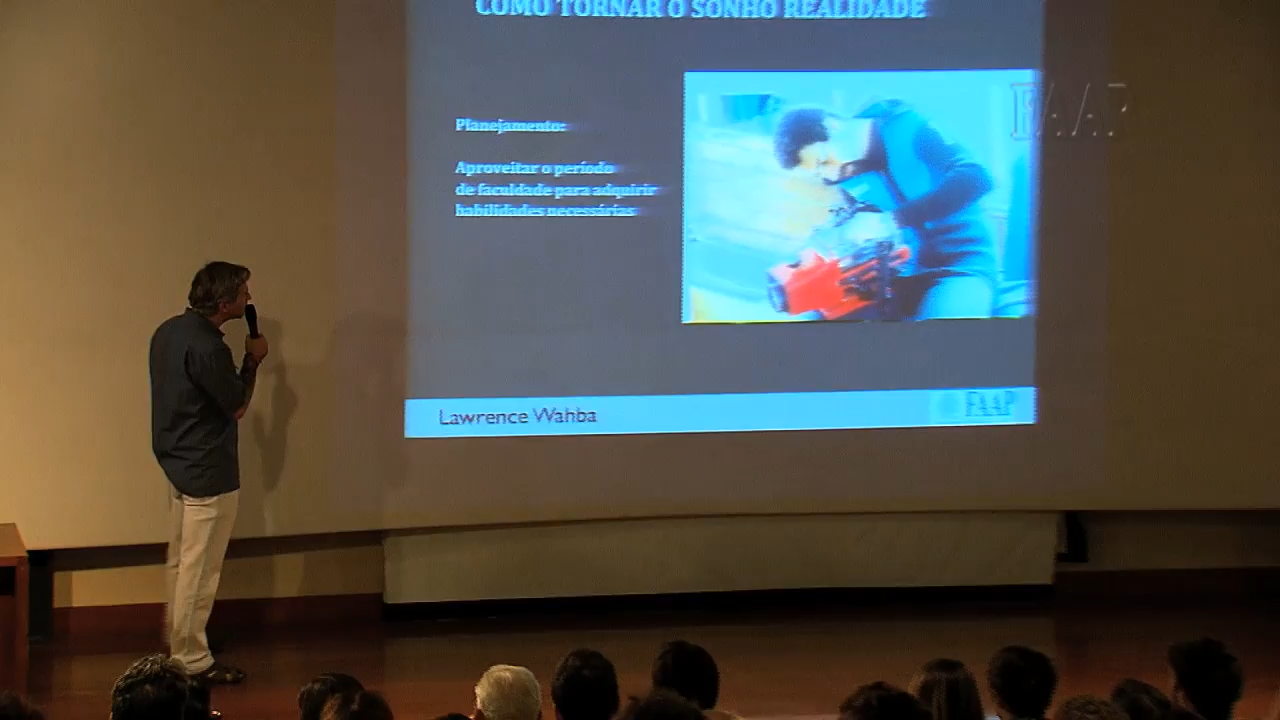 COMO TORNAR O SONHO REALIDADE
FAAP
Planejamento:
Aproveitar o período
de faculdade para adquirir
habilidades necessárias
Lawrence Wahba
FAAP